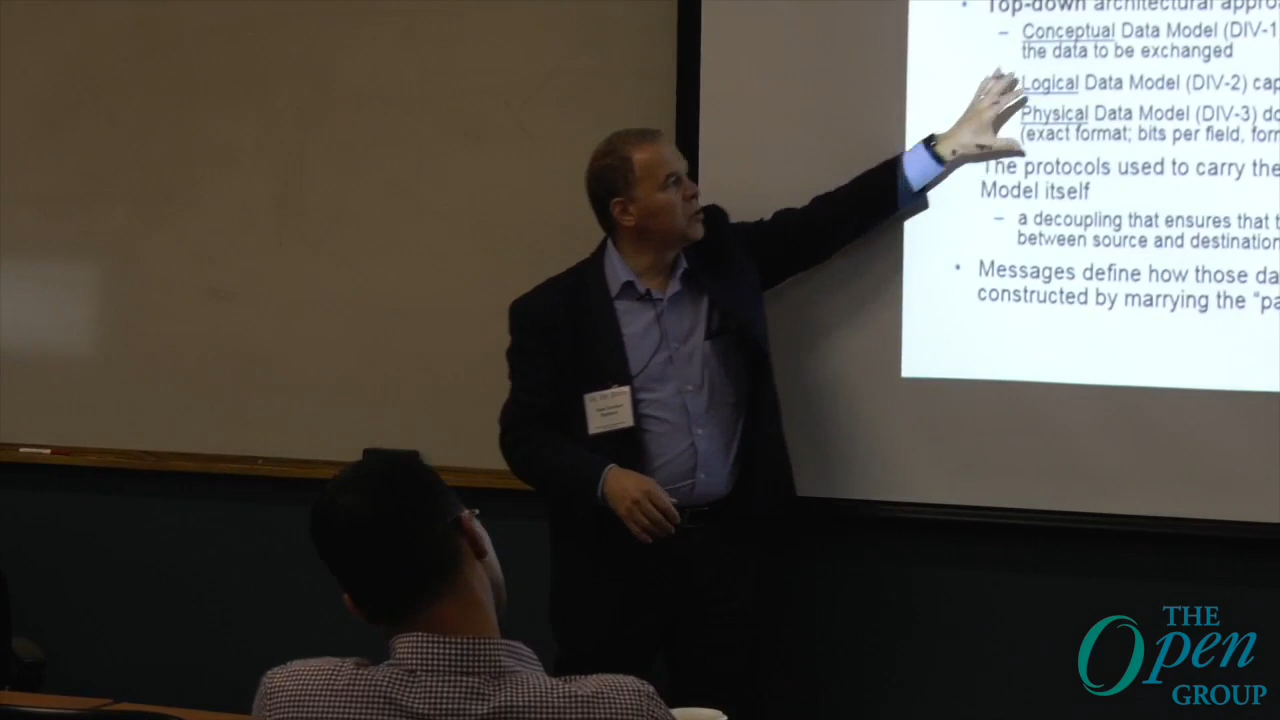 • Top-down architectural appro
– Conceptual Data Model (DIV-1
the data to be exchanged
Logical Data Model (DIV-2) cap
Physical Data Model (DIV-3) do
(exact format; bits per field, form
The protocols used to carry the
Model itself
– a decoupling that ensures that t
between source and destination
• Messages define how those da
constructed by marrying the "pa
THE
Open
GROUP